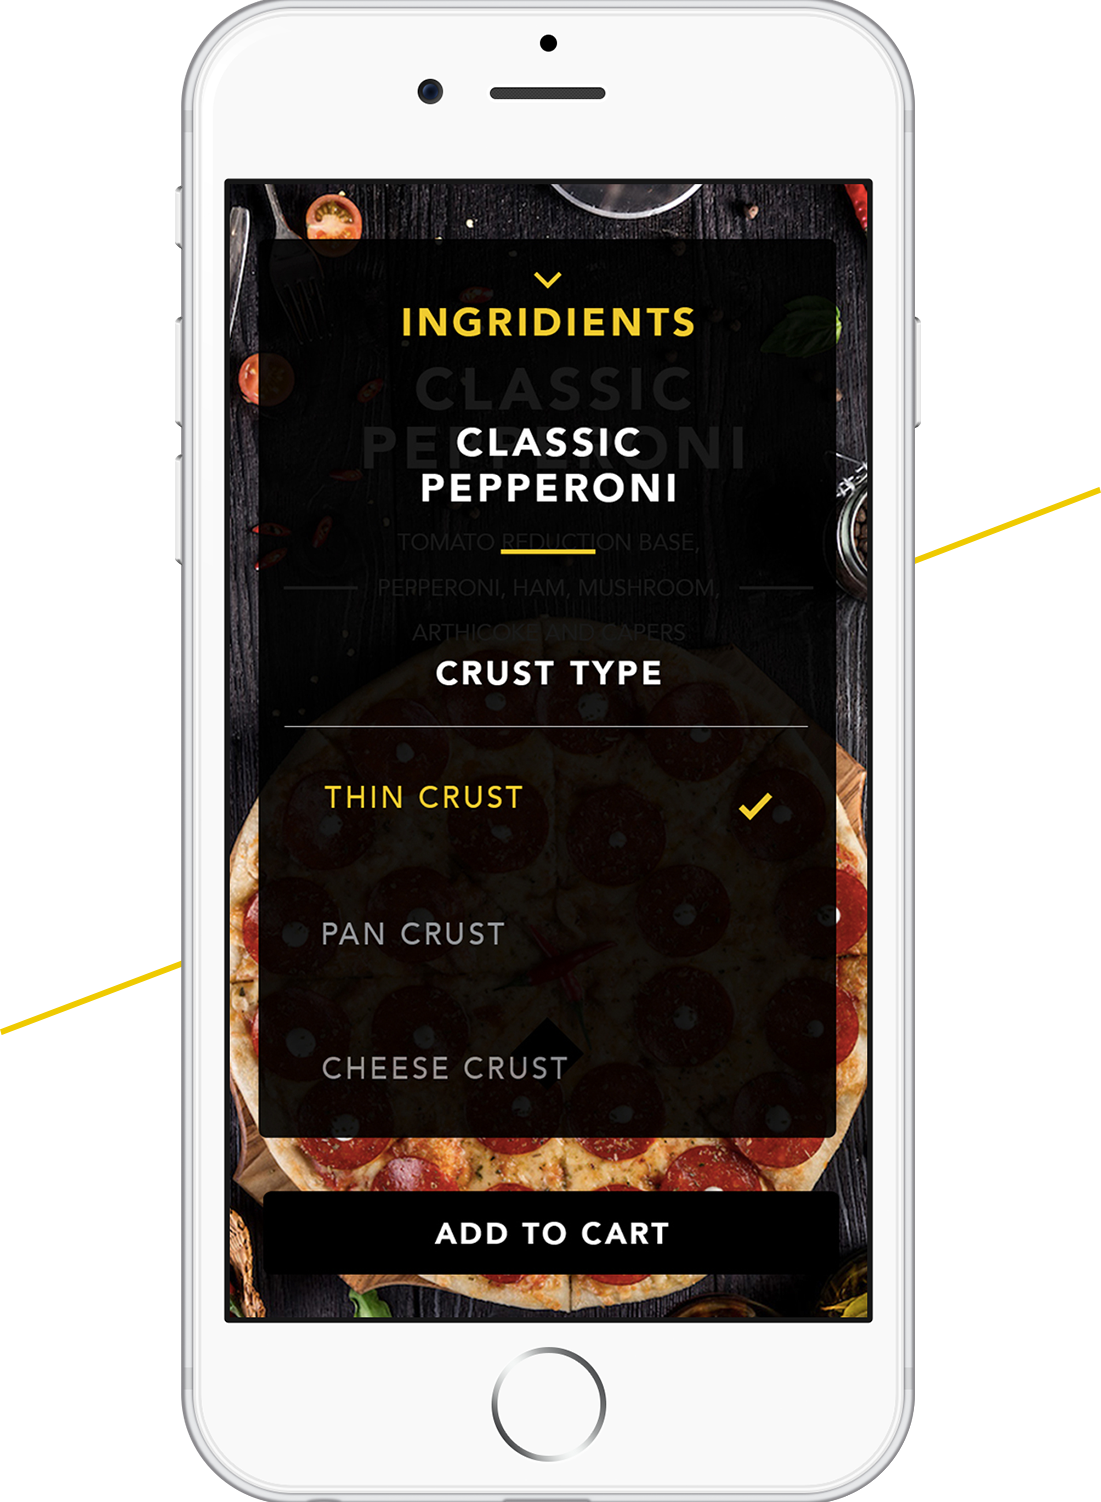 INGRIDIENTS
CLASSIC
PEPPERONI
CLASSIC
PEPPERONI
TOMATO REDUCTION BASE,
PEPPERONI, HAM, MUSHROOM,
ARTHICOKE AND CAPERS
CRUST TYPE
THIN CRUST
PAN CRUST
CHEESE CRUST
ADD TO CART